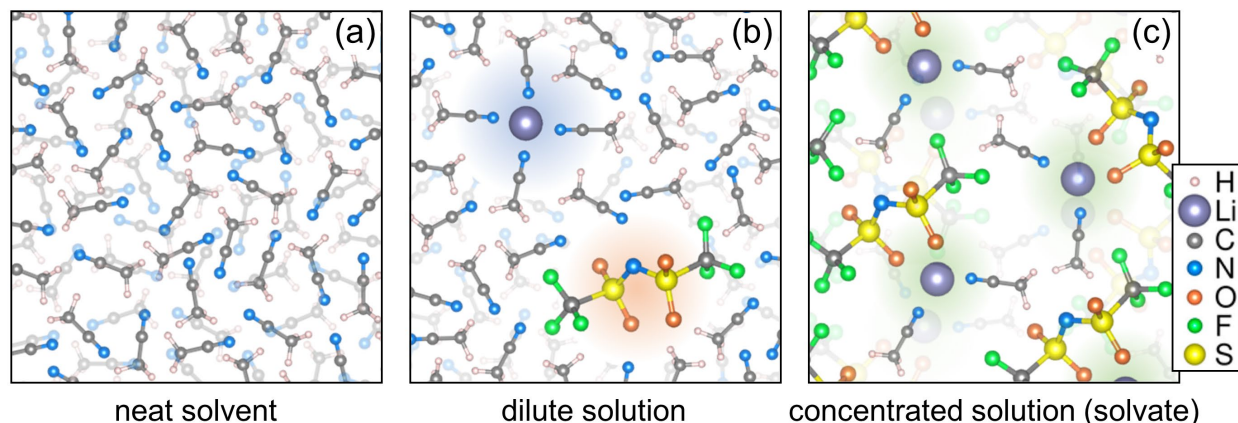 (a)
(b)
(c)
H
Li
C
N
O
F
S
neat solvent
dilute solution
concentrated solution (solvate)